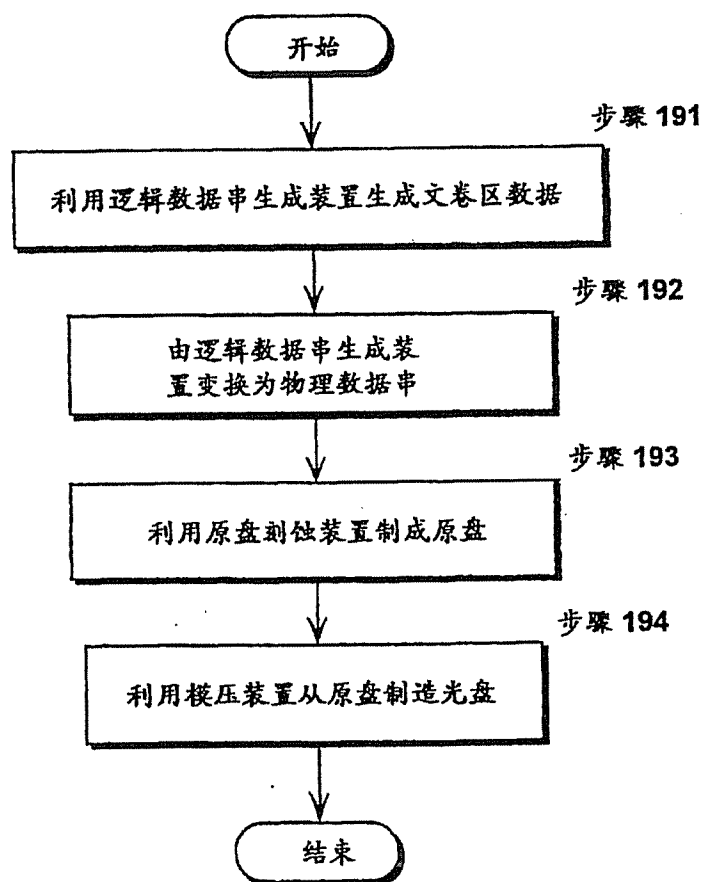 开始
步骤 191
利用逻辑数据串生成装置生成文卷区数据
步骤 192
由逻辑数据串生成装
置变换为物理数据串
步骤 193
利用原盘刻蚀装置制成原盘
步骤 194
利用模压装置从原盘制造光盘
结束